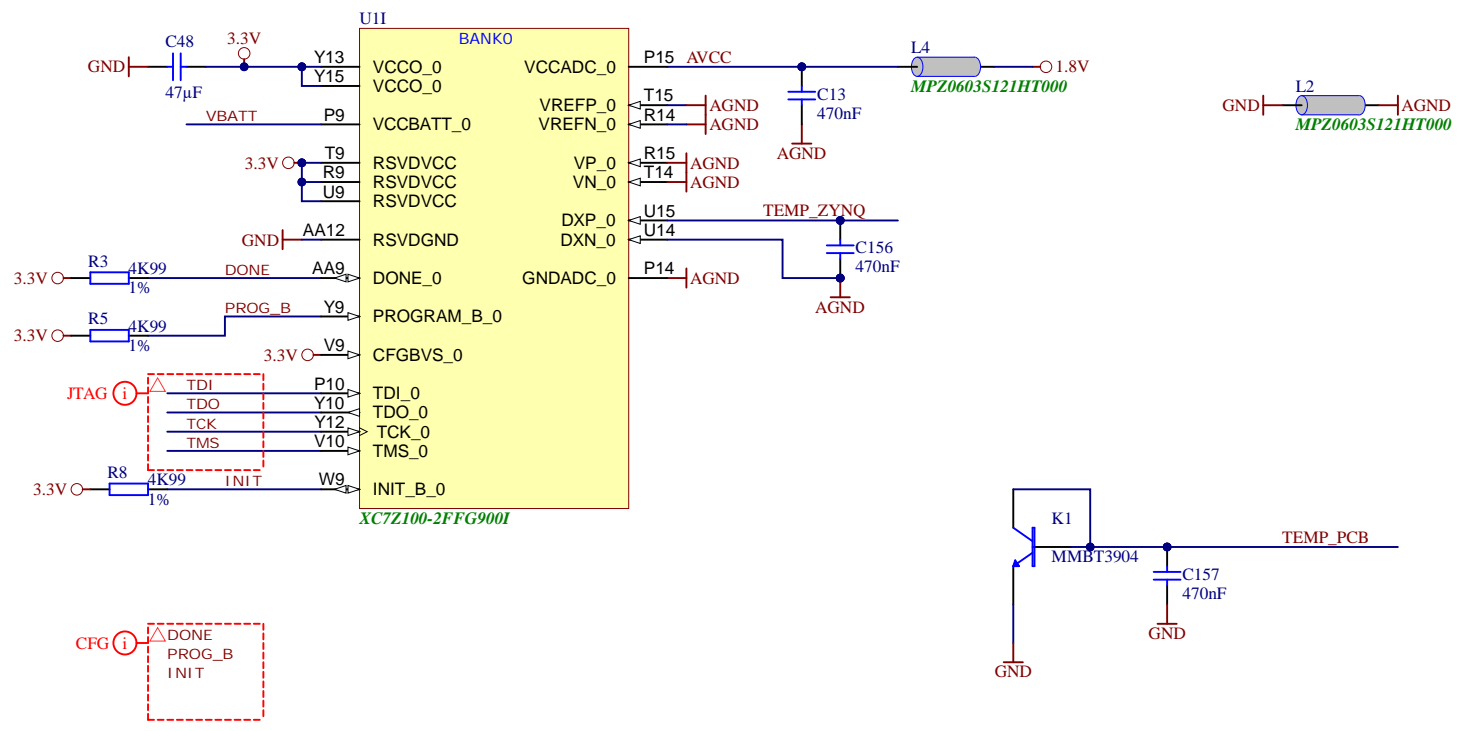 U1I
BANK0
C48
3.3V
GND
47µF
Y13
VCCO_0
Y15
VCCO_0
VBATT
P9
VCCBATT_0
3.3V
T9
RSVDVCC
R9
RSVDVCC
U9
RSVDVCC
GND
AA12
RSVDGND
R3
3.3V
4K99
1%
DONE
AA9
DONE_0
R5
3.3V
4K99
1%
PROG_B
Y9
PROGRAM_B_0
3.3V
V9
CFGBVS_0
JTAG
i
TDI
P10
TDI_0
TDO
Y10
TDO_0
TCK
Y12
TCK_0
TMS
V10
TMS_0
R8
3.3V
4K99
1%
INIT
W9
INIT_B_0
XC7Z100-2FFG900I
VCCADC_0
P15
AVCC
L4
1.8V
MPZ0603S121HT000
C13
470nF
AGND
VREFP_0
T15
AGND
VREFN_0
R14
AGND
VP_0
R15
AGND
VN_0
T14
AGND
DXP_0
U15
TEMP_ZYNQ
DXN_0
U14
C156
470nF
AGND
GNDADC_0
P14
AGND
GND
L2
AGND
MPZ0603S121HT000
K1
MMBT3904
TEMP_PCB
C157
470nF
GND
GND
CFG
i
DONE
PROG_B
INIT